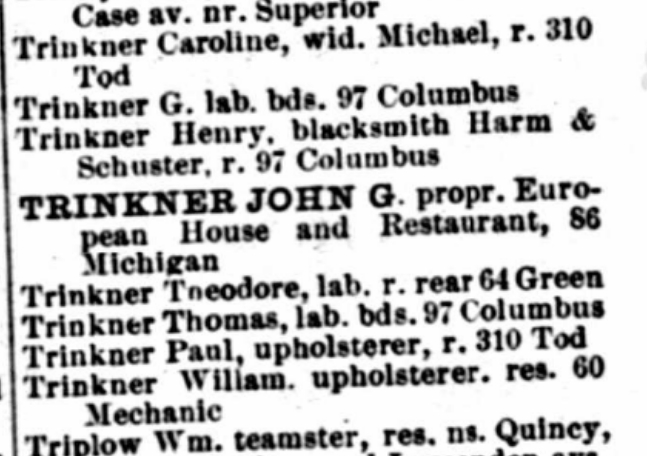 Case av. nr. Superior
Trinkner Caroline, wid. Michael, r. 310
Tod
Trinkner G. lab. bds. 97 Columbus
Trinkner Henry, blacksmith Harm &
Schuster, r. 97 Columbus
TRINKNER JOHN G. propr. Euro-
pean House and Restaurant, 86
Michigan
Trinkner Tneodore, lab. r. rear 64 Green
Trinkner Thomas, lab. bds. 97 Columbus
Trinkner Paul, upholsterer, r. 310 Tod
Trinkner Wiliam. upholsterer. res. 60
Mechanic
Triplow Wm. teamster, res. ns. Quincy,